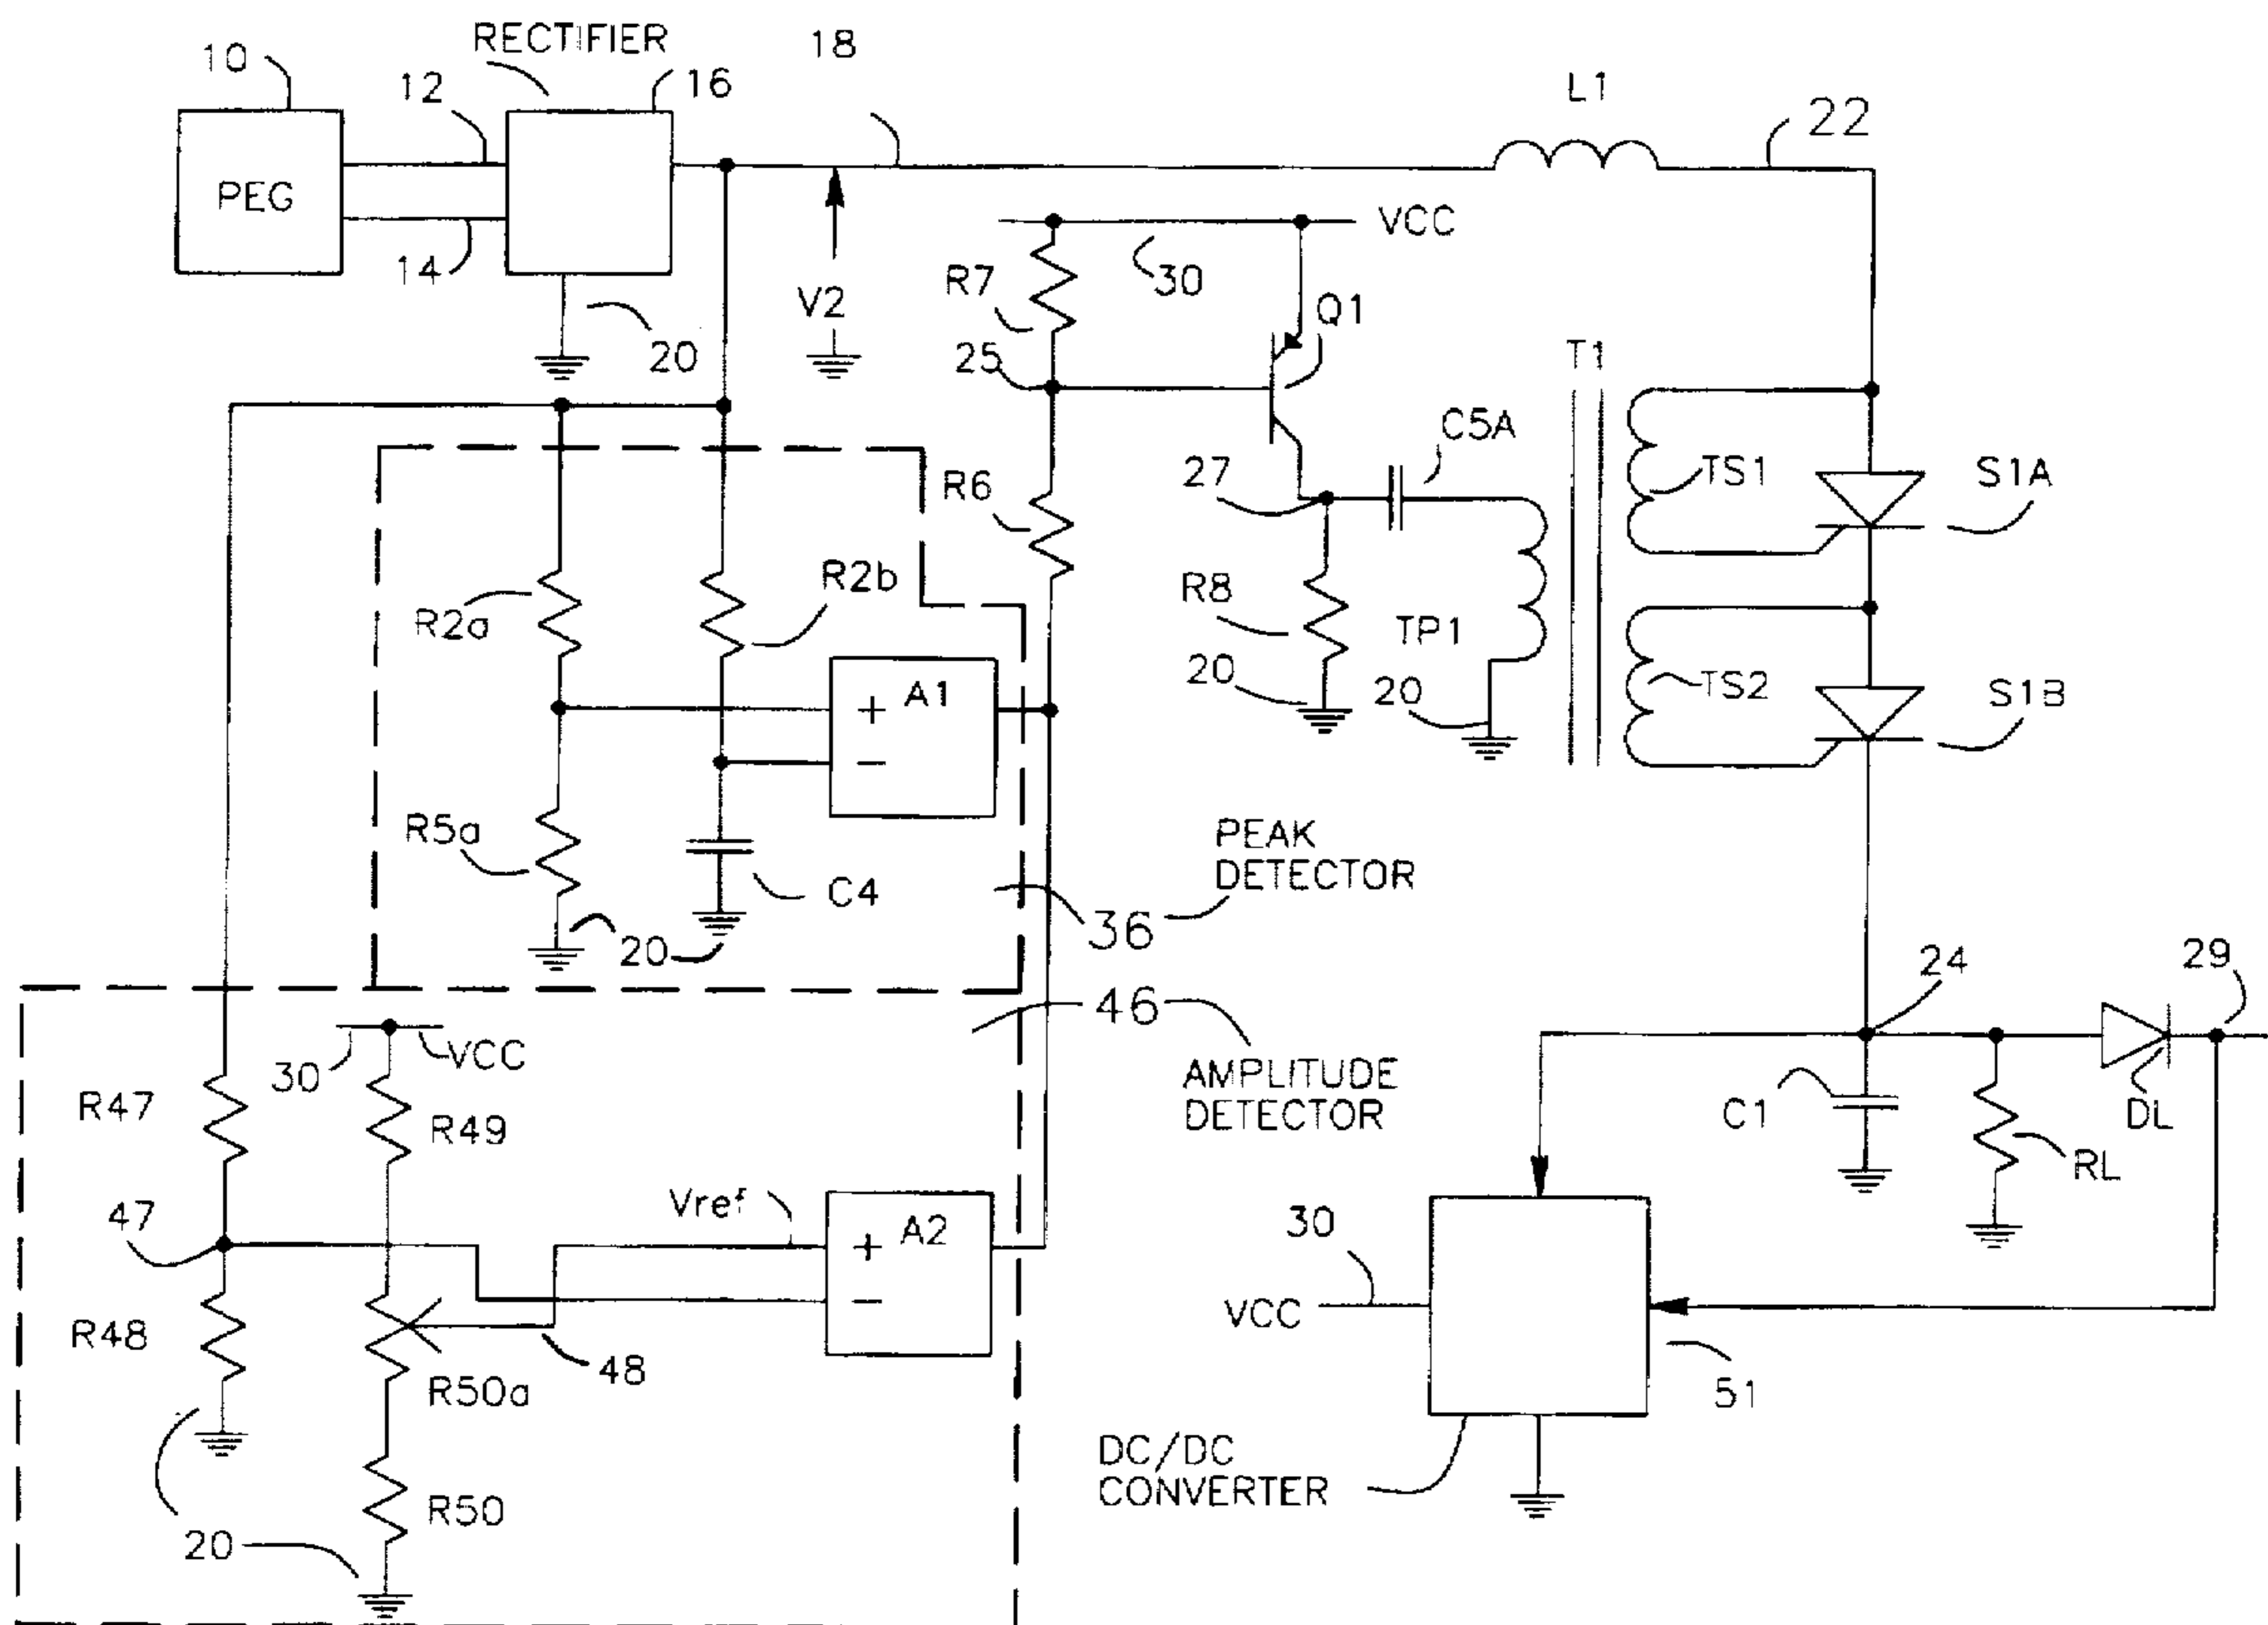 RECTIFIER
10
12
16
18
L1
22
PEG
14
20
V2
VCC
R7
30
Q1
25
T1
C5A
R6
27
TS1
S1A
R2a
R2b
R8
TP1
20
20
TS2
S1B
+ A1
−
R5a
C4
20
PEAK
DETECTOR
36
46
AMPLITUDE
DETECTOR
24
29
30
VCC
R47
R49
C1
RL
DL
47
Vref
+ A2
−
30
VCC
R48
48
R50a
51
R50
DC/DC
CONVERTER
20